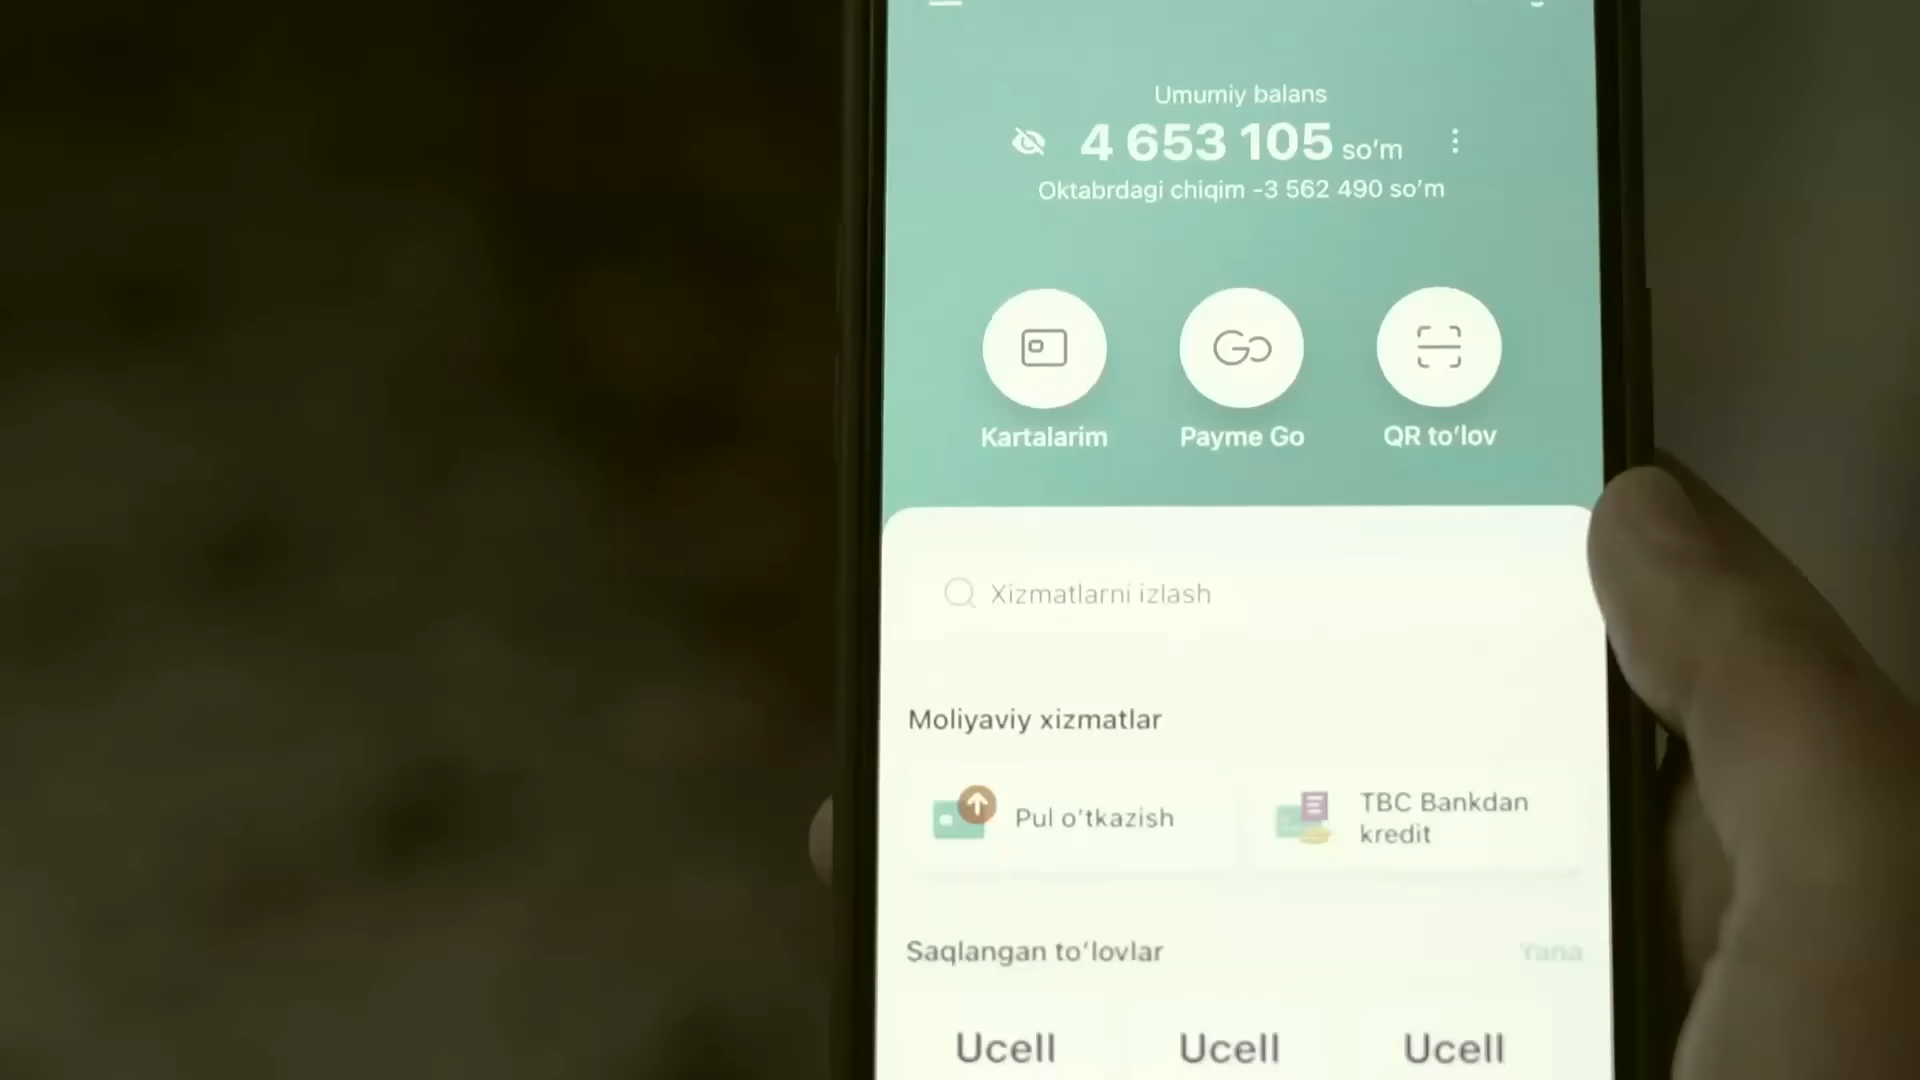 Umumiy balans
4 653 105 so‘m
Oktabrdagi chiqim -3 562 490 so‘m
Kartalarim
Payme Go
QR to‘lov
Xizmatlarni izlash
Moliyaviy xizmatlar
Pul o‘tkazish
TBC Bankdan
kredit
Saqlangan to‘lovlar
Yana
Ucell
Ucell
Ucell